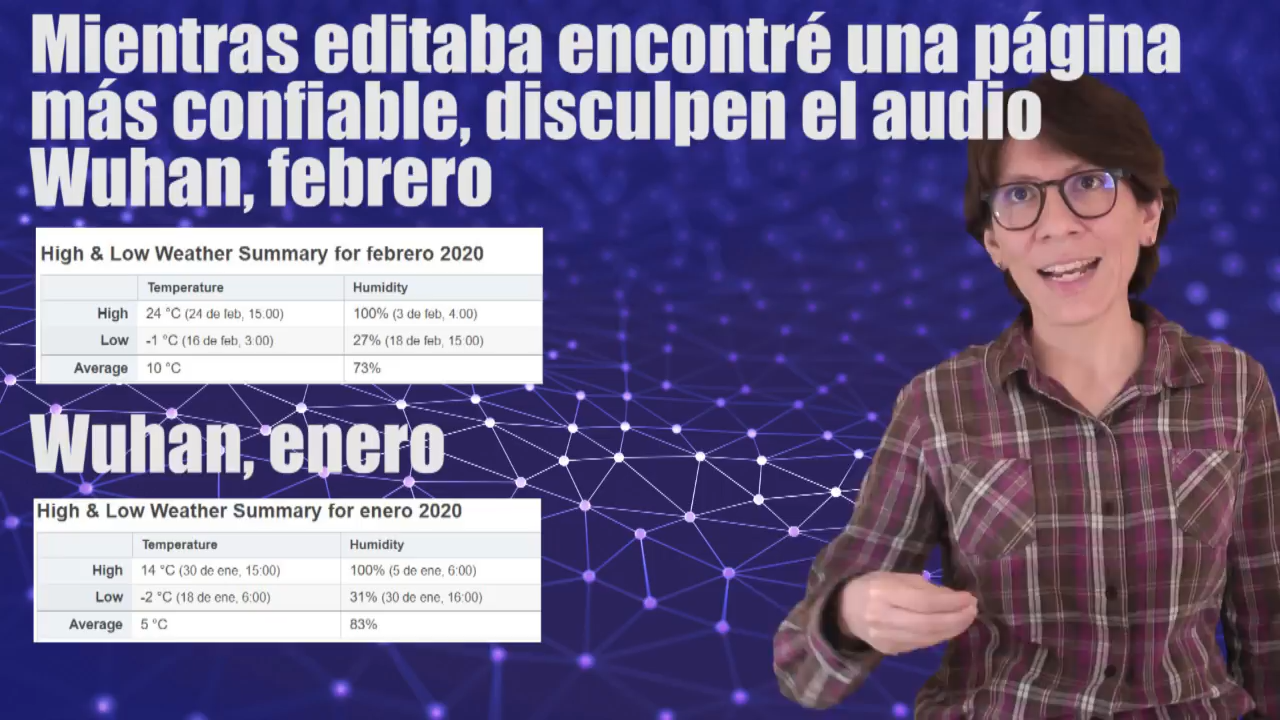 Mientras editaba encontré una página
más confiable, disculpen el audio
Wuhan, febrero
High & Low Weather Summary for febrero 2020
Temperature Humidity
High 24 °C (24 de feb, 15:00) 100% (3 de feb, 4:00)
Low -1 °C (16 de feb, 3:00) 27% (18 de feb, 15:00)
Average 10 °C 73%
Wuhan, enero
High & Low Weather Summary for enero 2020
Temperature Humidity
High 14 °C (30 de ene, 15:00) 100% (5 de ene, 6:00)
Low -2 °C (18 de ene, 6:00) 31% (30 de ene, 16:00)
Average 5 °C 83%